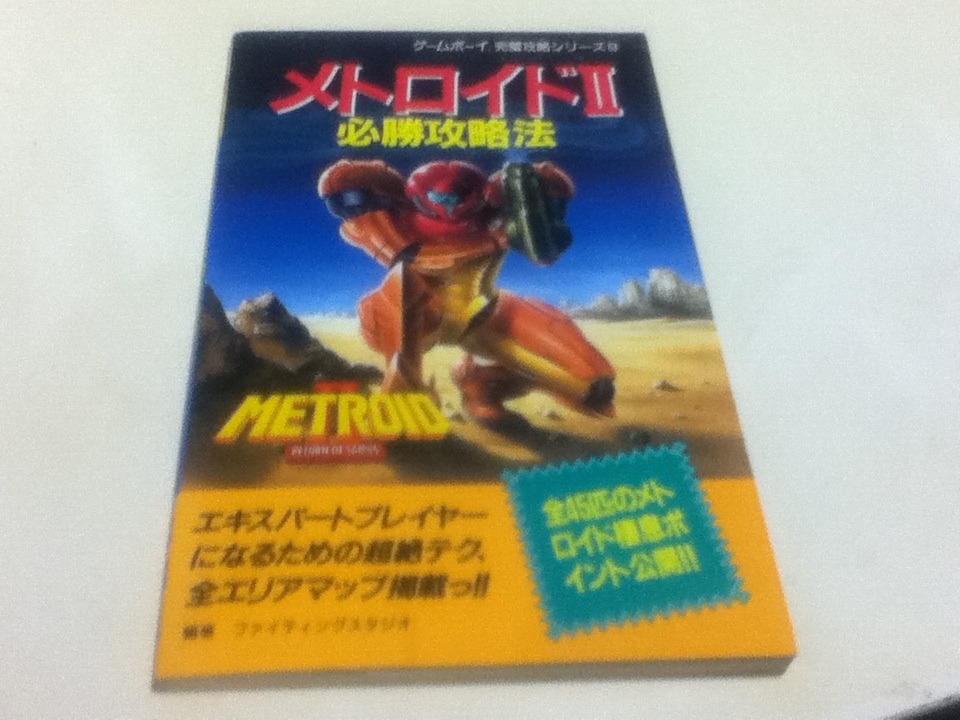 ゲームボーイ 完璧攻略シリーズ
メトロイドII
必勝攻略法
METROID
RETURN OF SAMUS
エキスパートプレイヤー
になるための超絶テク、
全エリアマップ掲載っ!!
編著 ファイティングスタジオ
全45匹のメト
ロイド棲息ポ
イント公開!!